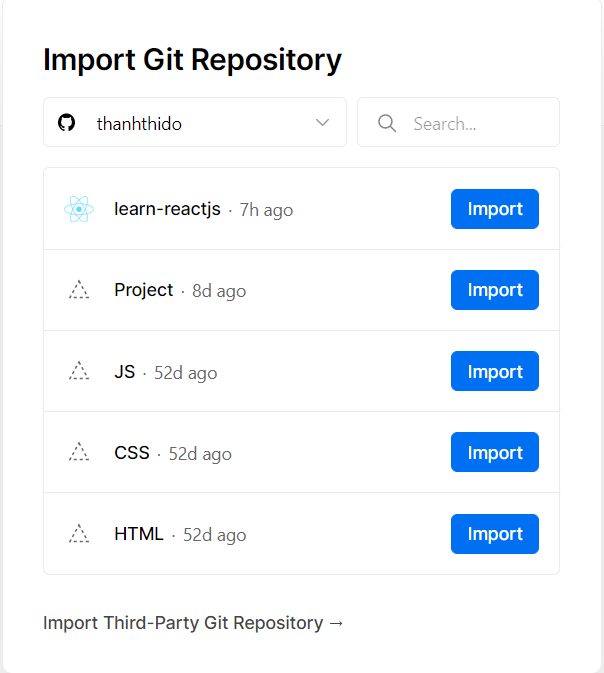 Import Git Repository
thanhthido
Search...
learn-reactjs · 7h ago
Import
Project · 8d ago
Import
JS · 52d ago
Import
CSS · 52d ago
Import
HTML · 52d ago
Import
Import Third-Party Git Repository →